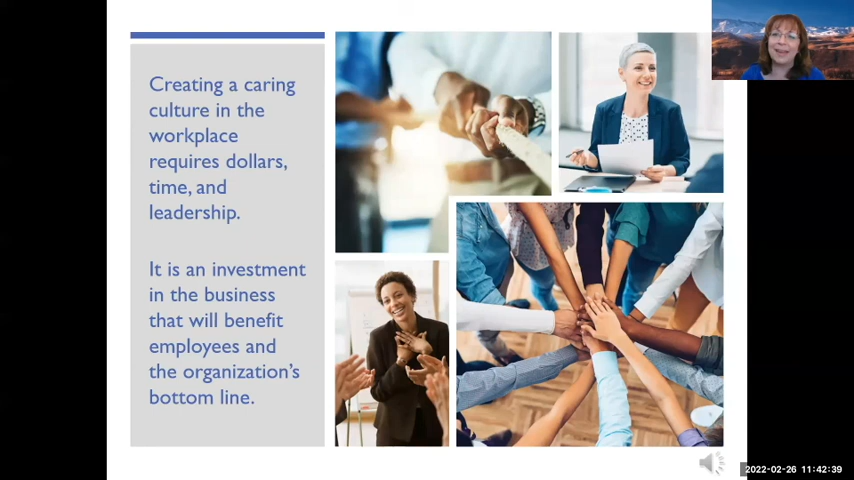 Creating a caring
culture in the
workplace
requires dollars,
time, and
leadership.
It is an investment
in the business
that will benefit
employees and
the organization's
bottom line.
2022-02-26 11:42:39